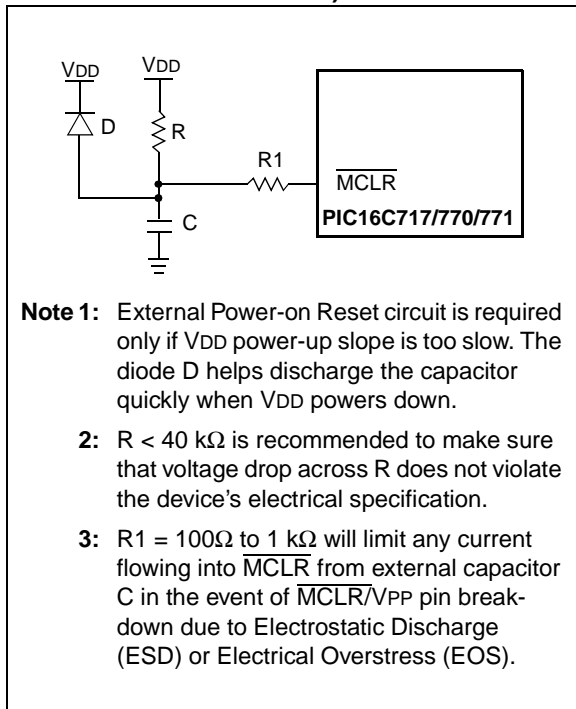 VDD VDD
D
R
R1
MCLR
C
PIC16C717/770/771
Note 1: External Power-on Reset circuit is required
only if VDD power-up slope is too slow. The
diode D helps discharge the capacitor
quickly when VDD powers down.
2: R < 40 kΩ is recommended to make sure
that voltage drop across R does not violate
the device's electrical specification.
3: R1 = 100Ω to 1 kΩ will limit any current
flowing into MCLR from external capacitor
C in the event of MCLR/VPP pin break-
down due to Electrostatic Discharge
(ESD) or Electrical Overstress (EOS).